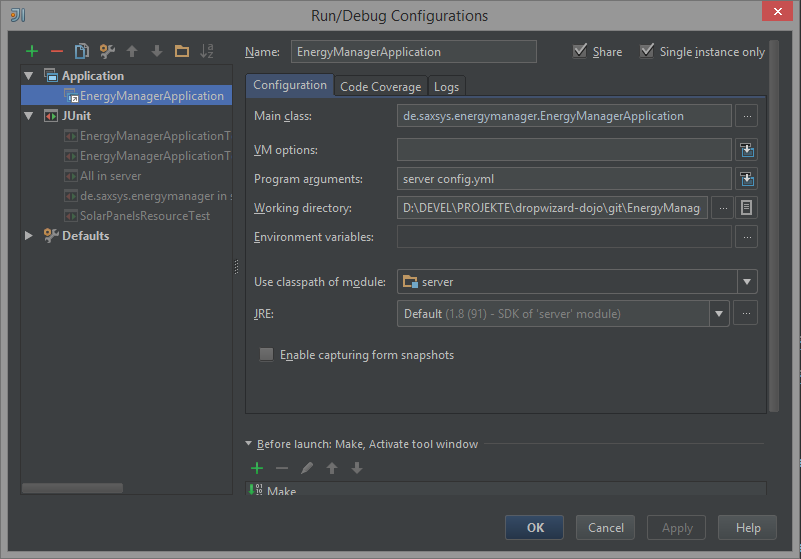 Run/Debug Configurations
Name: EnergyManagerApplication Share Single instance only
Application
EnergyManagerApplication
JUnit
EnergyManagerApplicationT
EnergyManagerApplicationT
All in server
de.saxsys.energymanager in s
SolarPanelsResourceTest
Defaults
Configuration Code Coverage Logs
Main class: de.saxsys.energymanager.EnergyManagerApplication ...
VM options:
Program arguments: server config.yml
Working directory: D:\DEVEL\PROJEKTE\dropwizard-dojo\git\EnergyManag ...
Environment variables: ...
Use classpath of module: server
JRE: Default (1.8 (91) - SDK of 'server' module) ...
Enable capturing form snapshots
Before launch: Make, Activate tool window
Make
OK Cancel Apply Help